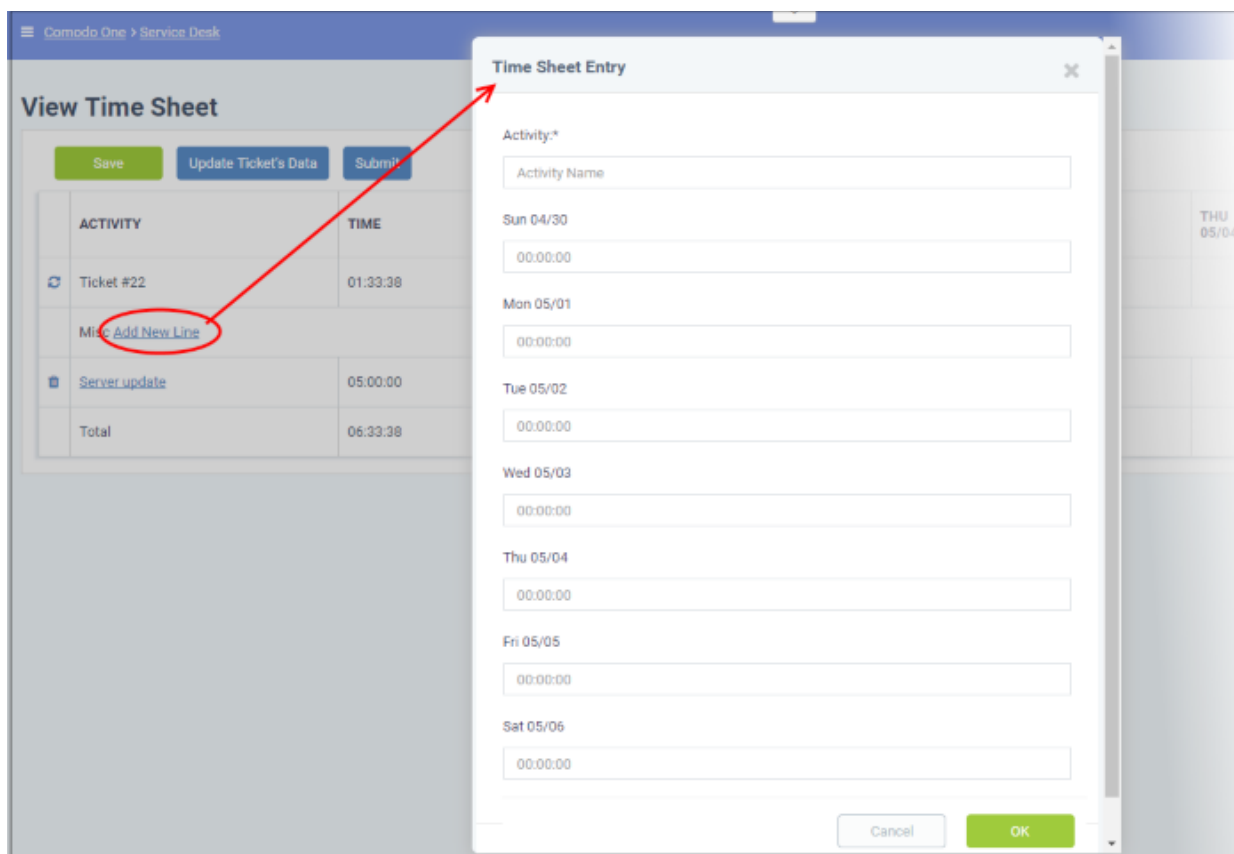 Comodo One > Service Desk
View Time Sheet
Save Update Ticket's Data Submit
ACTIVITY TIME THU
05/04
Ticket #22 01:33:38
Misc Add New Line
Server update 05:00:00
Total 06:33:38
Time Sheet Entry
Activity:*
Activity Name
Sun 04/30
00:00:00
Mon 05/01
00:00:00
Tue 05/02
00:00:00
Wed 05/03
00:00:00
Thu 05/04
00:00:00
Fri 05/05
00:00:00
Sat 05/06
00:00:00
Cancel OK